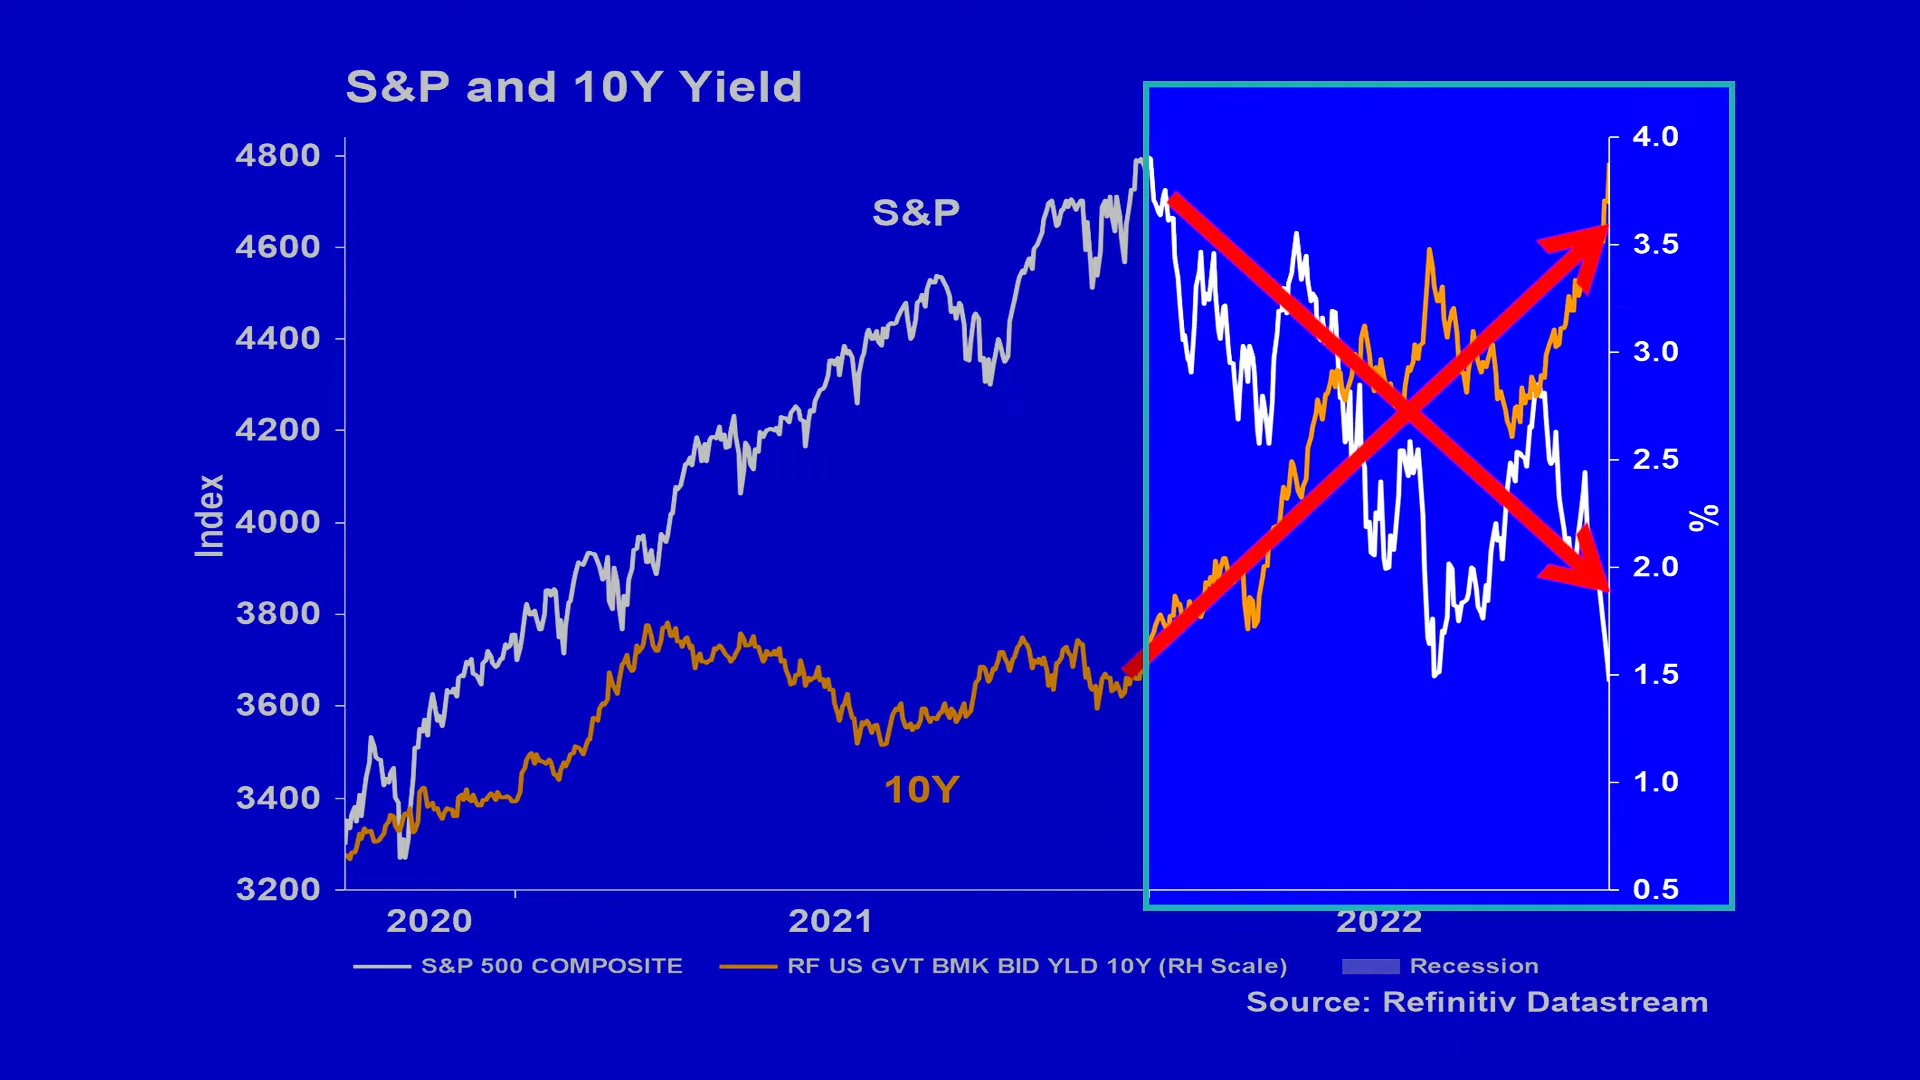 S&P and 10Y Yield
4800
4600
4400
4200
4000
3800
3600
3400
3200
Index
S&P
10Y
4.0
3.5
3.0
2.5
2.0
1.5
1.0
0.5
%
2020 2021 2022
S&P 500 COMPOSITE RF US GVT BMK BID YLD 10Y (RH Scale) Recession
Source: Refinitiv Datastream